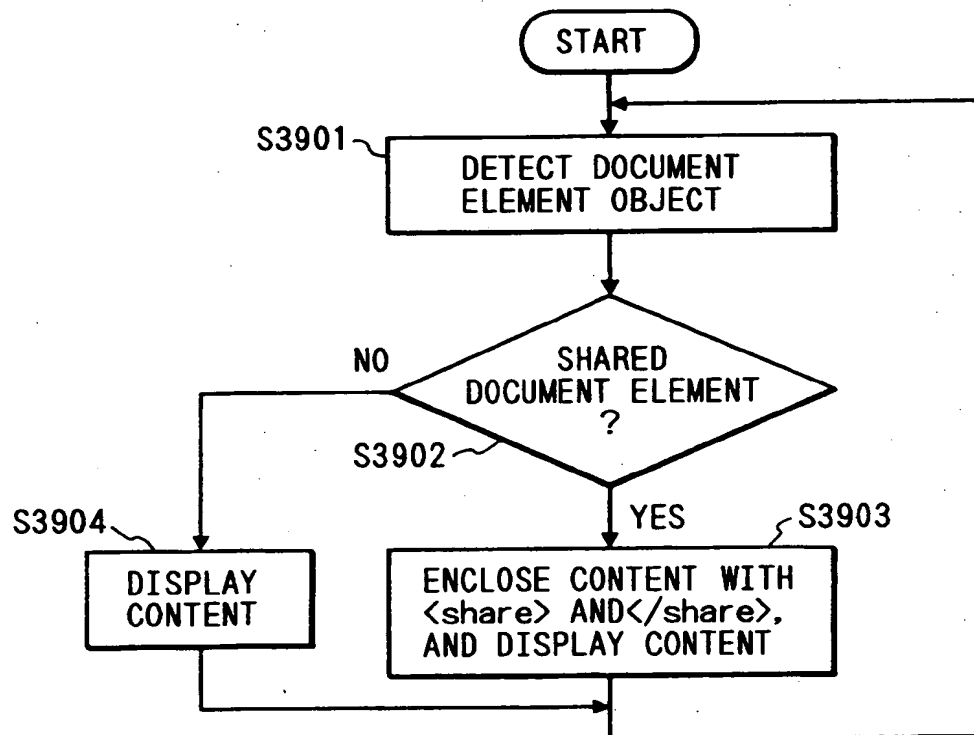 START
S3901
DETECT DOCUMENT
ELEMENT OBJECT
NO
SHARED
DOCUMENT ELEMENT
?
S3902
YES
S3904
S3903
DISPLAY
CONTENT
ENCLOSE CONTENT WITH
<share> AND</share>,
AND DISPLAY CONTENT